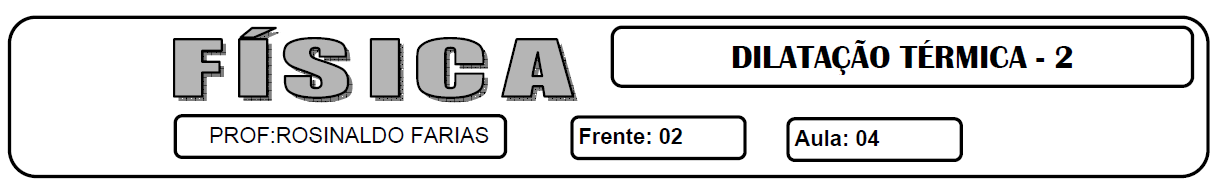 FÍSICA
DILATAÇÃO TÉRMICA - 2
PROF:ROSINALDO FARIAS
Frente: 02
Aula: 04